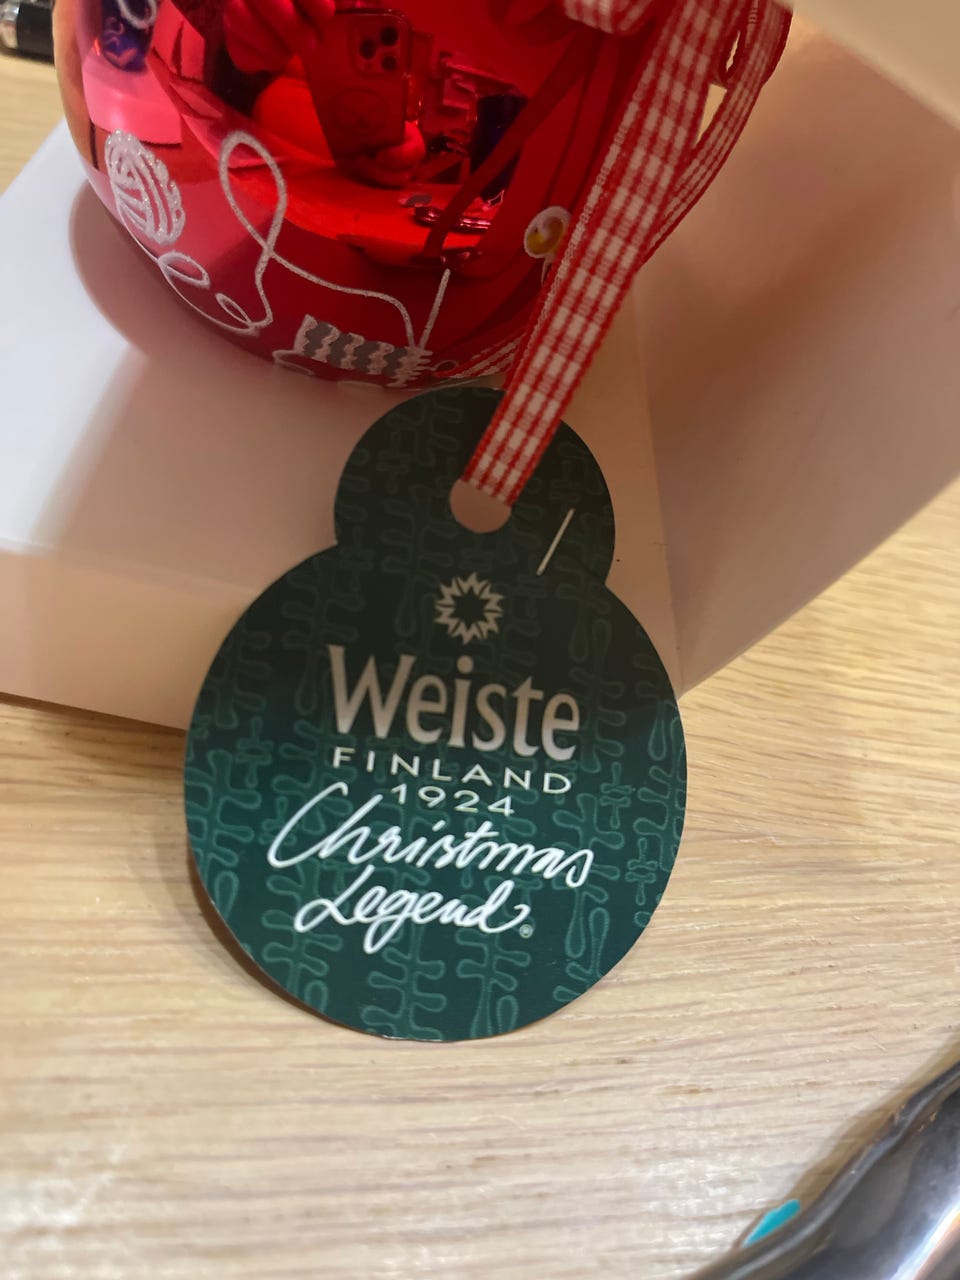 Weiste
FINLAND
1924
Christmas
Legend®